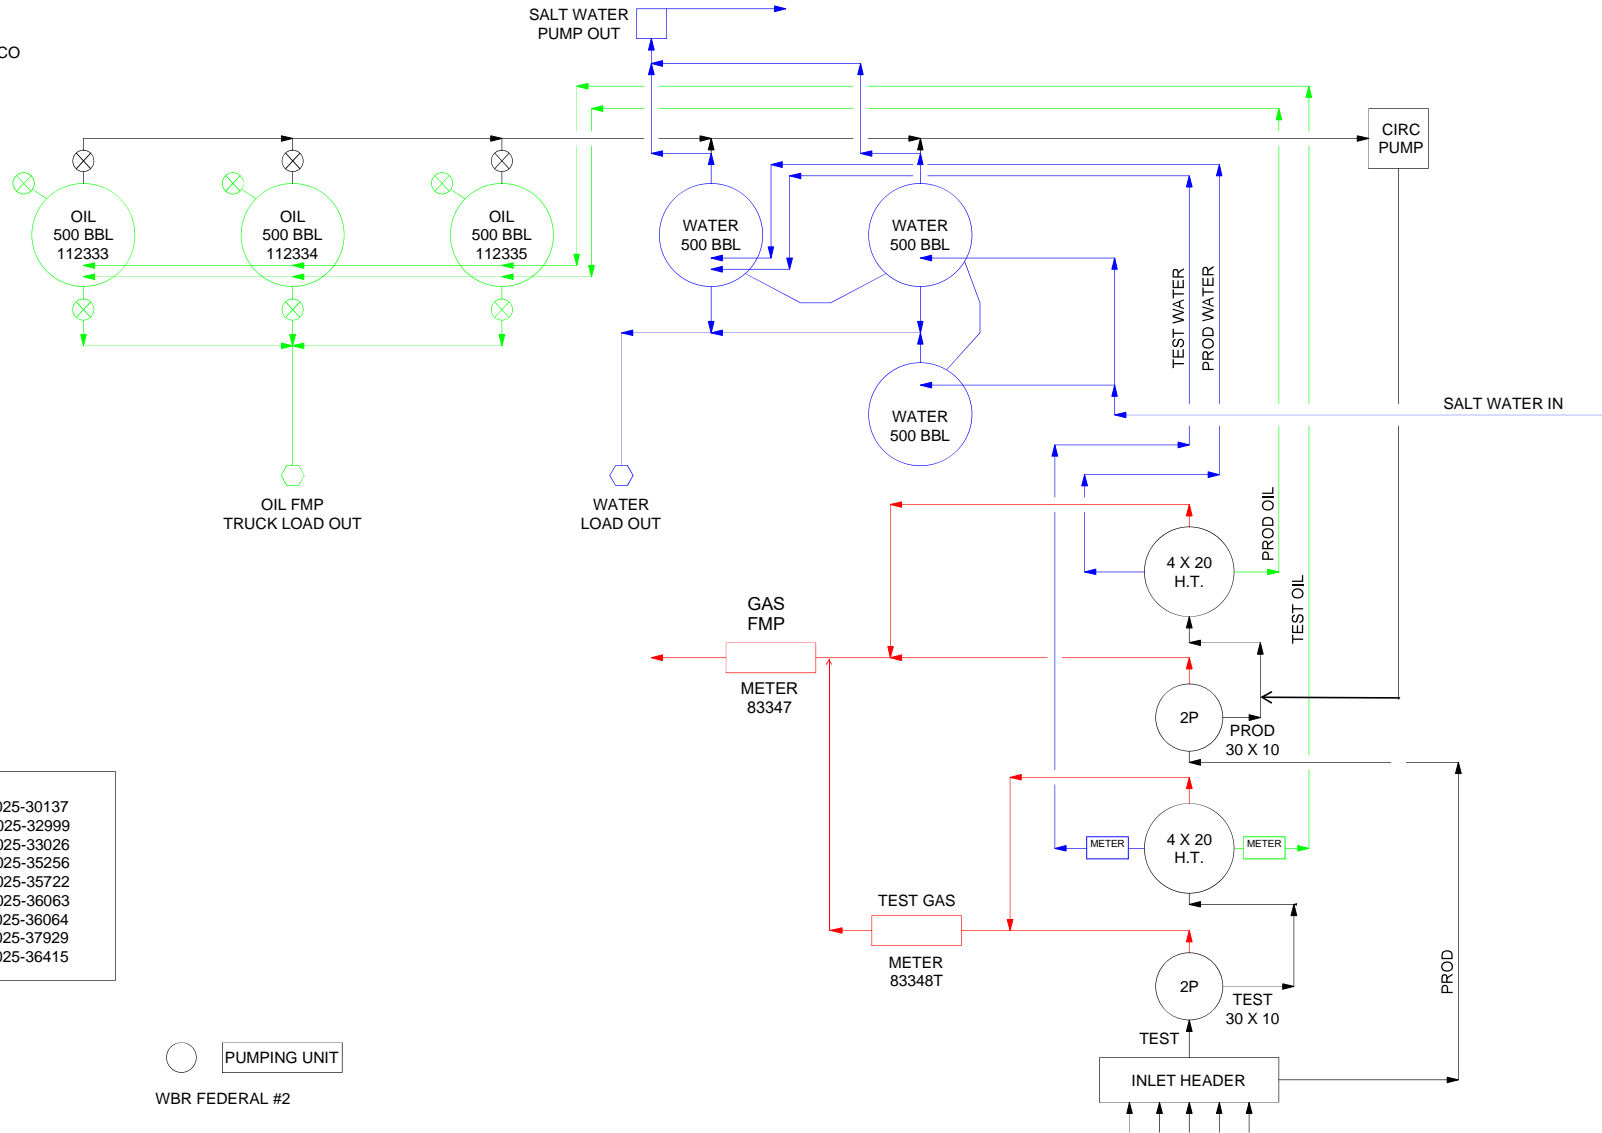 SALT WATER
PUMP OUT
CO
CIRC
PUMP
OIL
500 BBL
112333
OIL
500 BBL
112334
OIL
500 BBL
112335
WATER
500 BBL
WATER
500 BBL
TEST WATER
PROD WATER
WATER
500 BBL
SALT WATER IN
OIL FMP
TRUCK LOAD OUT
WATER
LOAD OUT
PROD OIL
4 X 20
H.T.
TEST OIL
GAS
FMP
METER
83347
2P
PROD
30 X 10
025-30137
025-32999
025-33026
025-35256
025-35722
025-36063
025-36064
025-37929
025-36415
METER
4 X 20
H.T.
METER
TEST GAS
METER
83348T
2P
TEST
30 X 10
PROD
TEST
INLET HEADER
PUMPING UNIT
WBR FEDERAL #2